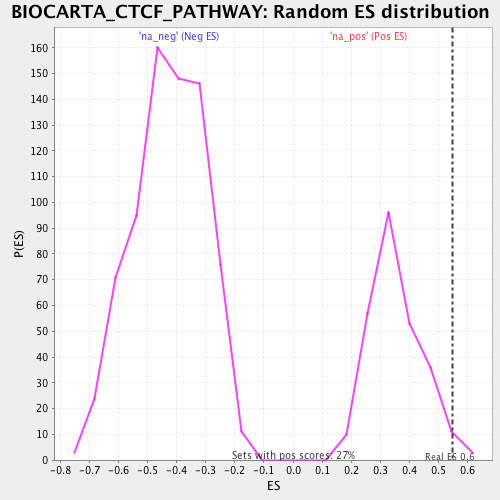 BIOCARTA_CTCF_PATHWAY: Random ES distribution
'na_neg' (Neg ES)
'na_pos' (Pos ES)
160
150
140
130
120
110
100
90
80
70
60
50
40
30
20
10
0
P(ES)
Sets with pos scores: 27%
Real ES 0.6
-0.8 -0.7 -0.6 -0.5 -0.4 -0.3 -0.2 -0.1 0.0 0.1 0.2 0.3 0.4 0.5 0.6
ES